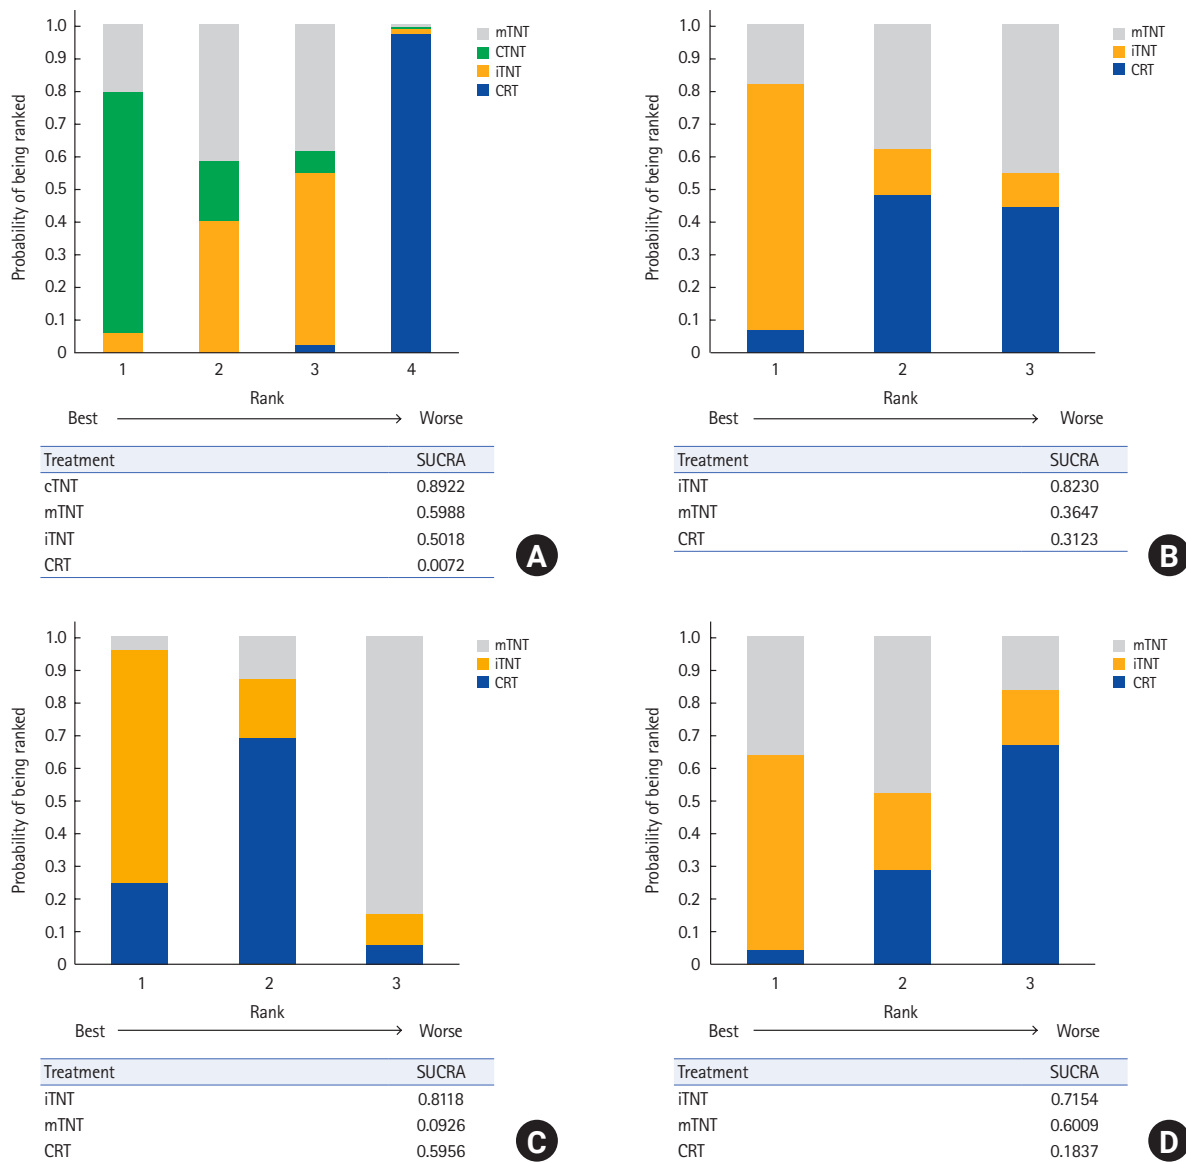 1.0
0.9
0.8
0.7
0.6
0.5
0.4
0.3
0.2
0.1
0
Probability of being ranked
mTNT
CTNT
iTNT
CRT
1 2 3 4
Rank
Best Worse
Treatment SUCRA
cTNT 0.8922
mTNT 0.5988
iTNT 0.5018
CRT 0.0072
A
1.0
0.9
0.8
0.7
0.6
0.5
0.4
0.3
0.2
0.1
0
Probability of being ranked
mTNT
iTNT
CRT
1 2 3
Rank
Best Worse
Treatment SUCRA
iTNT 0.8230
mTNT 0.3647
CRT 0.3123
B
1.0
0.9
0.8
0.7
0.6
0.5
0.4
0.3
0.2
0.1
0
Probability of being ranked
mTNT
iTNT
CRT
1 2 3
Rank
Best Worse
Treatment SUCRA
iTNT 0.8118
mTNT 0.0926
CRT 0.5956
C
1.0
0.9
0.8
0.7
0.6
0.5
0.4
0.3
0.2
0.1
0
Probability of being ranked
mTNT
iTNT
CRT
1 2 3
Rank
Best Worse
Treatment SUCRA
iTNT 0.7154
mTNT 0.6009
CRT 0.1837
D